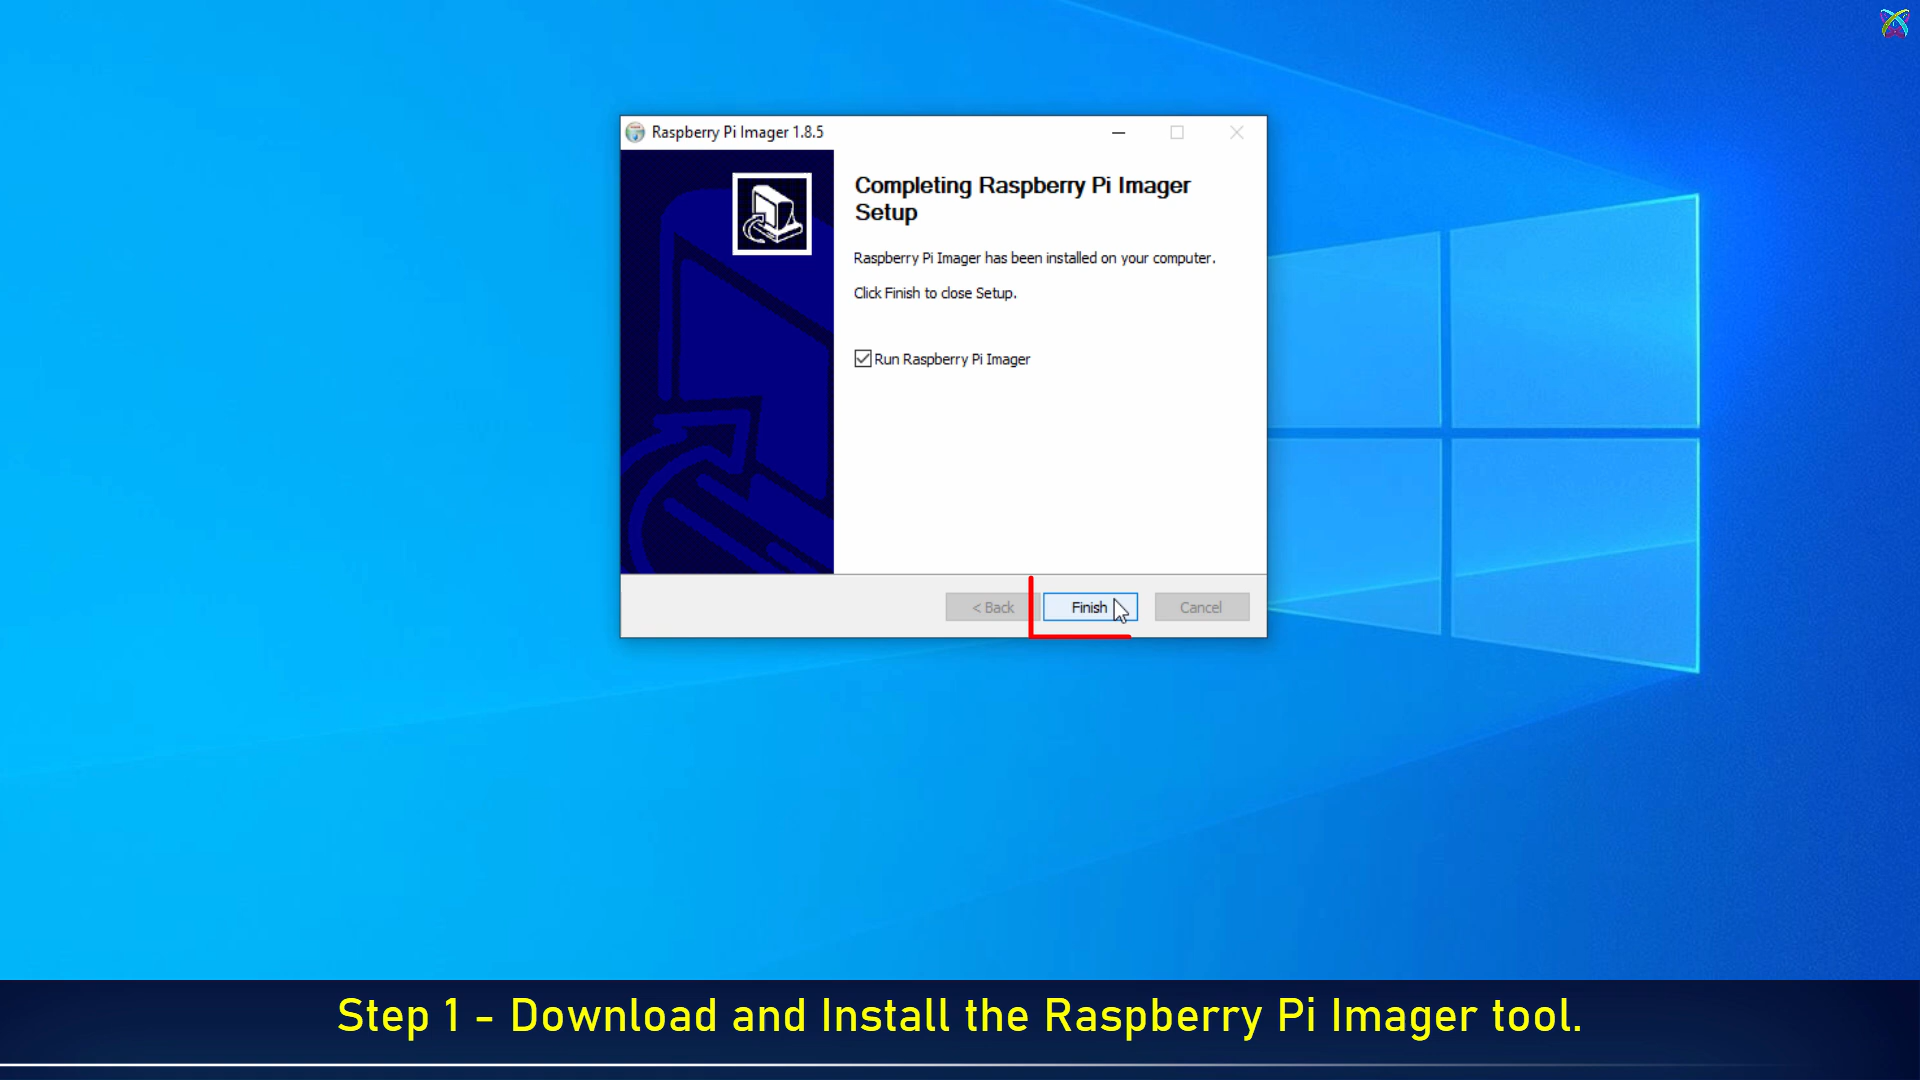 Raspberry Pi Imager 1.8.5
Completing Raspberry Pi Imager
Setup
Raspberry Pi Imager has been installed on your computer.
Click Finish to close Setup.
Run Raspberry Pi Imager
< Back
Finish
Cancel
Step 1 - Download and Install the Raspberry Pi Imager tool.